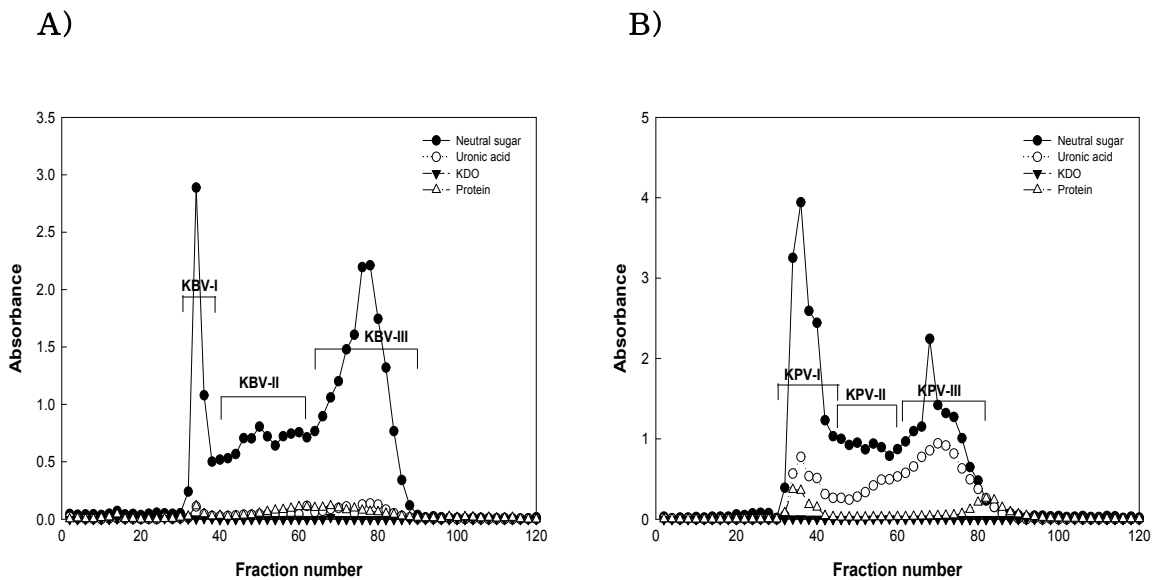 A)
B)
3.5
3.0
2.5
2.0
1.5
1.0
0.5
0.0
0
20
40
60
80
100
120
Absorbance
Fraction number
Neutral sugar
Uronic acid
KDO
Protein
KBV-I
KBV-II
KBV-III
5
4
3
2
1
0
0
20
40
60
80
100
120
Absorbance
Fraction number
Neutral sugar
Uronic acid
KDO
Protein
KPV-I
KPV-II
KPV-III